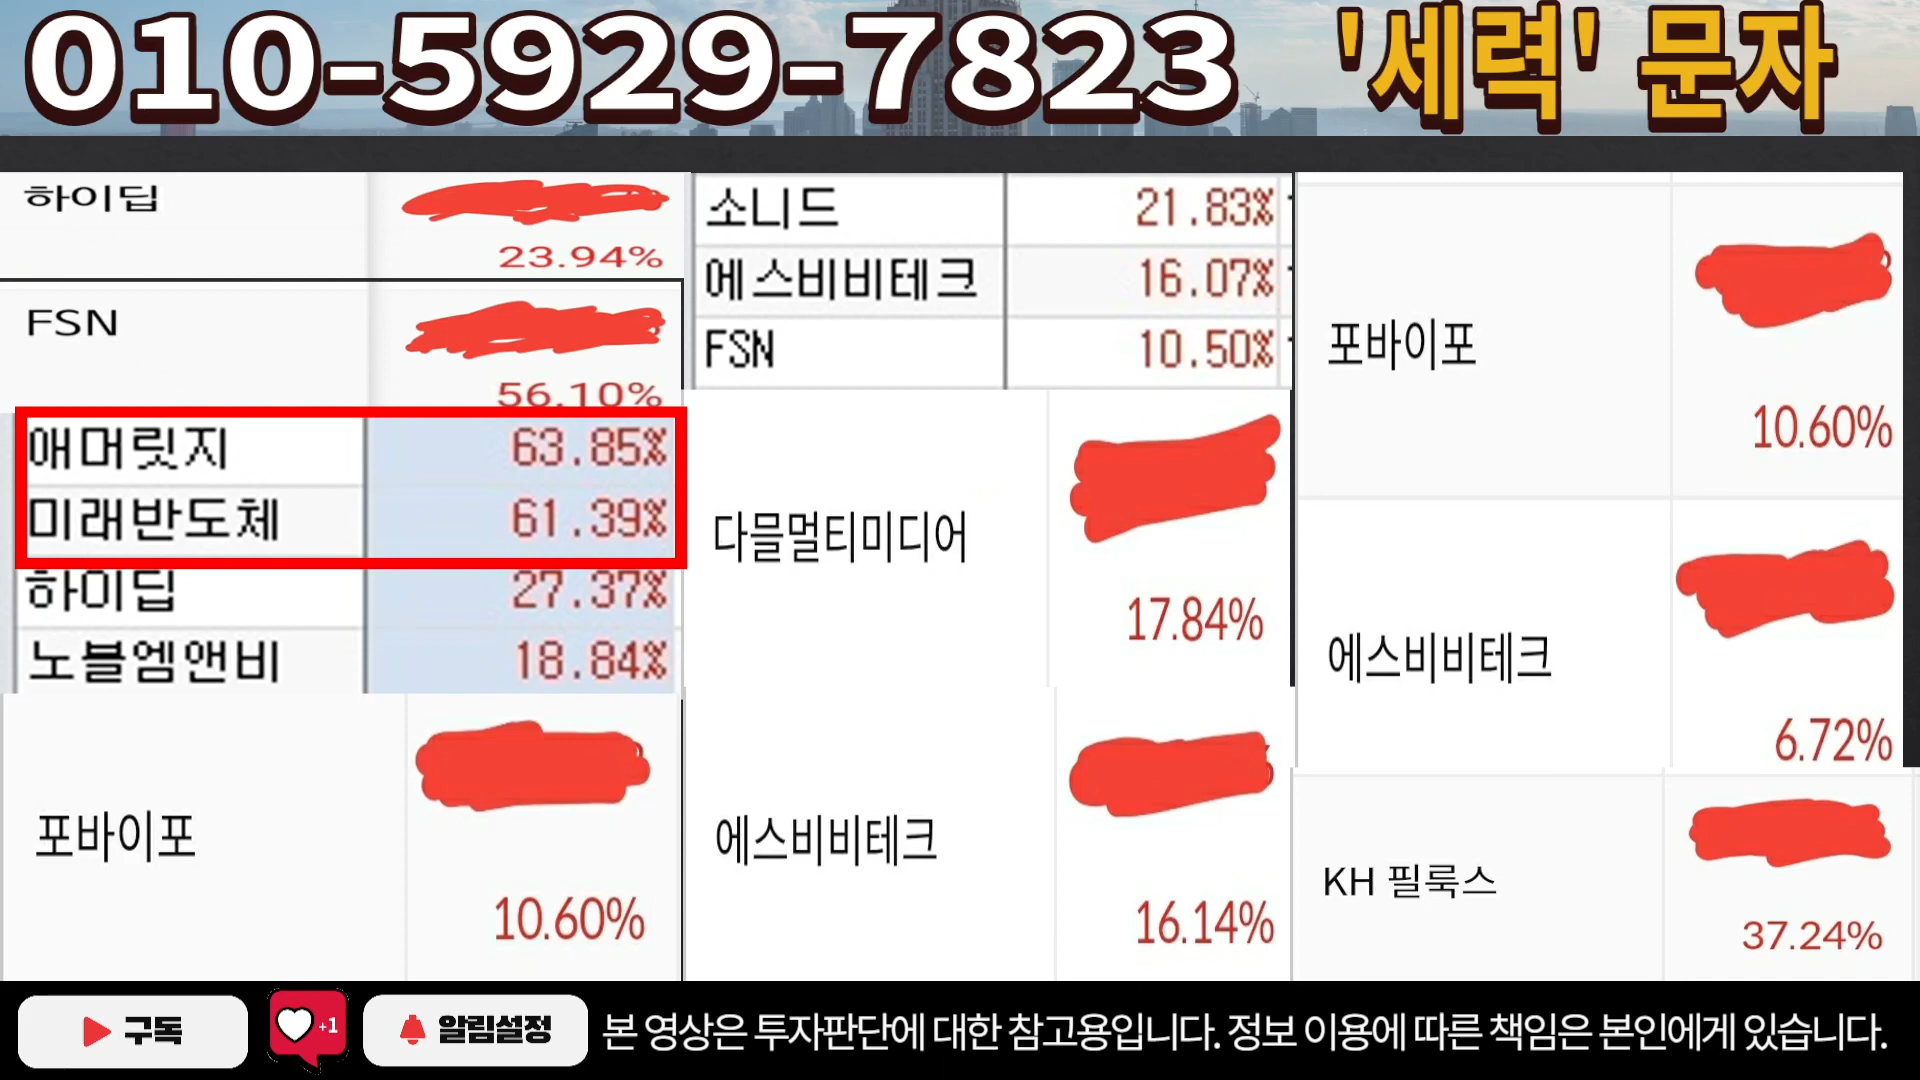 010-5929-7823 '세력' 문자
하이딥
23.94%
FSN
56.10%
애머릿지 63.85%
미래반도체 61.39%
하이딥 27.37%
노블엠앤비 18.84%
포바이포
10.60%
소니드 21.83%
에스비비테크 16.07%
FSN 10.50%
다믈멀티미디어
17.84%
에스비비테크
16.14%
포바이포
10.60%
에스비비테크
6.72%
KH 필룩스
37.24%
구독 +1 알림설정 본 영상은 투자판단에 대한 참고용입니다. 정보 이용에 따른 책임은 본인에게 있습니다.